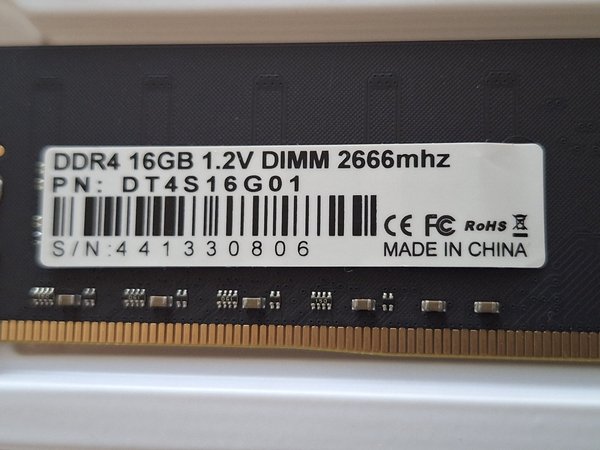 DDR4 16GB 1.2V DIMM 2666mhz
PN: DT4S16G01
S/N:441330806
CE FC RoHS
MADE IN CHINA